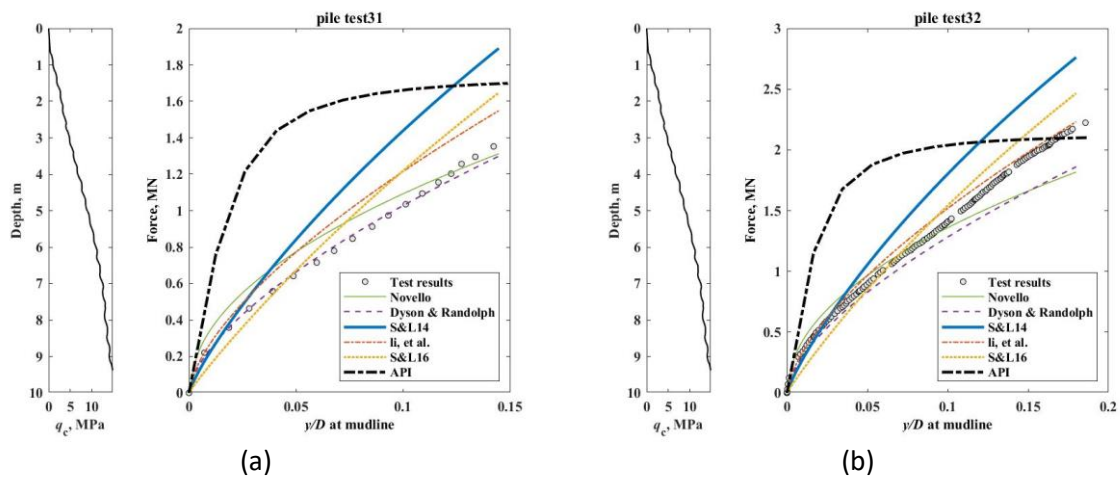 pile test31
0
1
2
3
4
5
6
7
8
9
10
Depth, m
0 5 10
qc, MPa
2
1.8
1.6
1.4
1.2
1
0.8
0.6
0.4
0.2
0
Force, MN
Test results
Novello
Dyson & Randolph
S&L14
li, et al.
S&L16
API
0 0.05 0.1 0.15
y/D at mudline
(a)
pile test32
0
1
2
3
4
5
6
7
8
9
10
Depth, m
0 5 10
qc, MPa
3
2.5
2
1.5
1
0.5
0
Force, MN
Test results
Novello
Dyson & Randolph
S&L14
li, et al.
S&L16
API
0 0.05 0.1 0.15 0.2
y/D at mudline
(b)